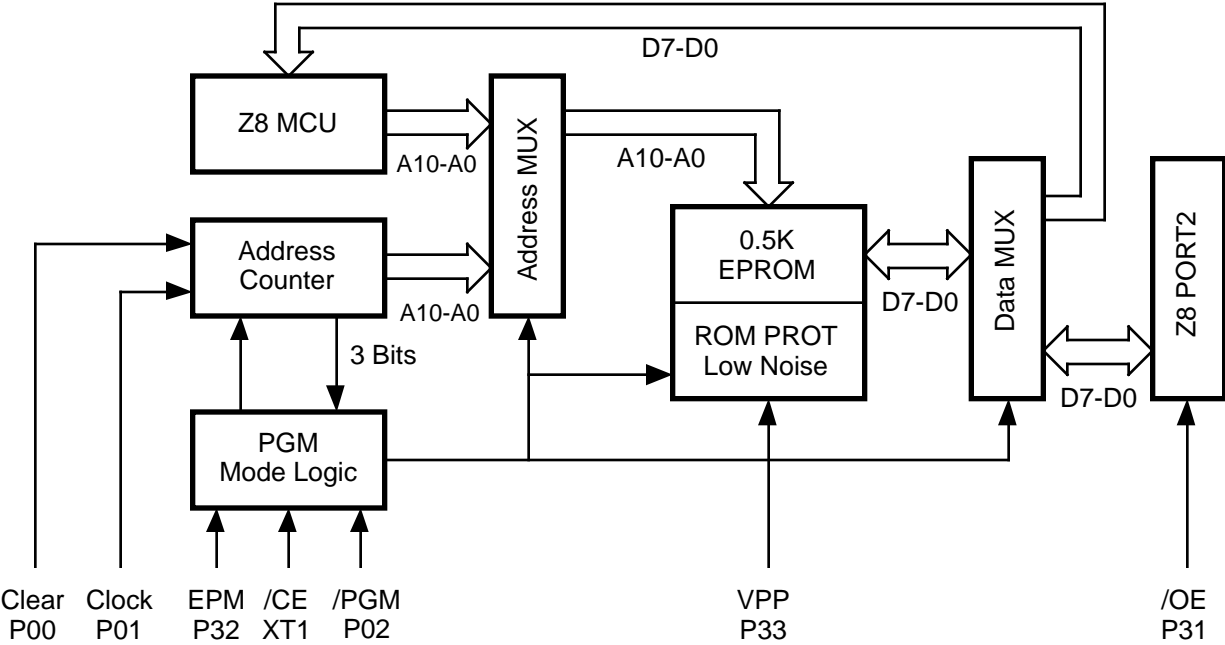 D7-D0
Z8 MCU
A10-A0
Address MUX
A10-A0
Address
Counter
A10-A0
3 Bits
PGM
Mode Logic
0.5K
EPROM
ROM PROT
Low Noise
D7-D0
Data MUX
D7-D0
Z8 PORT2
Clear
P00
Clock
P01
EPM
P32
/CE
XT1
/PGM
P02
VPP
P33
/OE
P31